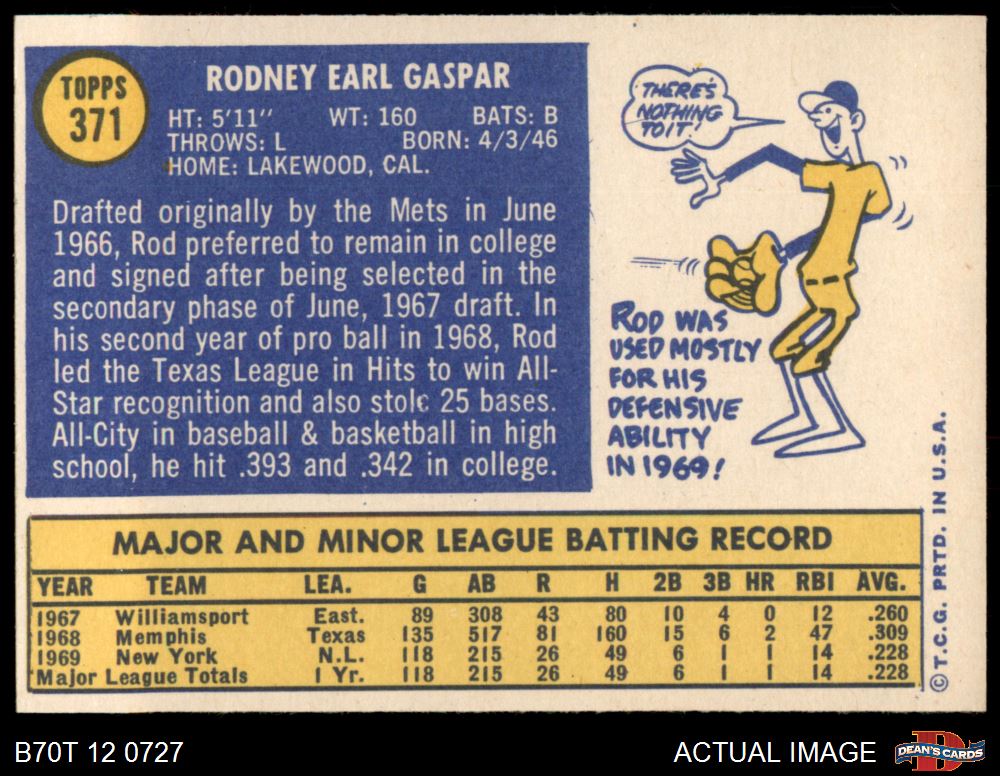 TOPPS
371
RODNEY EARL GASPAR
HT: 5'11" WT: 160 BATS: B
THROWS: L BORN: 4/3/46
HOME: LAKEWOOD, CAL.
Drafted originally by the Mets in June
1966, Rod preferred to remain in college
and signed after being selected in the
secondary phase of June, 1967 draft. In
his second year of pro ball in 1968, Rod
led the Texas League in Hits to win All-
Star recognition and also stole 25 bases.
All-City in baseball & basketball in high
school, he hit .393 and .342 in college.
THERE'S
NOTHING
TO IT!
ROD WAS
USED MOSTLY
FOR HIS
DEFENSIVE
ABILITY
IN 1969!
MAJOR AND MINOR LEAGUE BATTING RECORD
YEAR TEAM LEA. G AB R H 2B 3B HR RBI AVG.
1967 Williamsport East. 89 308 43 80 10 4 0 12 .260
1968 Memphis Texas 135 517 81 160 15 6 2 47 .309
1969 New York N.L. 118 215 26 49 6 1 1 14 .228
Major League Totals 1 Yr. 118 215 26 49 6 1 1 14 .228
© T.C.G. PRTD. IN U.S.A.
B70T 12 0727
ACTUAL IMAGE
DEAN'S CARDS